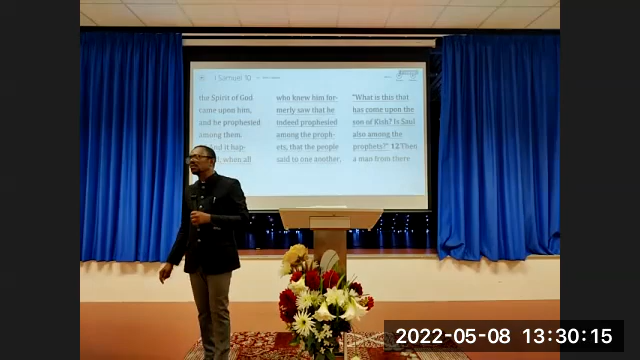 1 Samuel 10
the Spirit of God
came upon him,
and he prophesied
among them.
And it hap-
when all
who knew him for-
merly saw that he
indeed prophesied
among the proph-
ets, that the people
said to one another,
"What is this that
has come upon the
son of Kish? Is Saul
also among the
prophets?" 12 Then
a man from there
2022-05-08 13:30:15